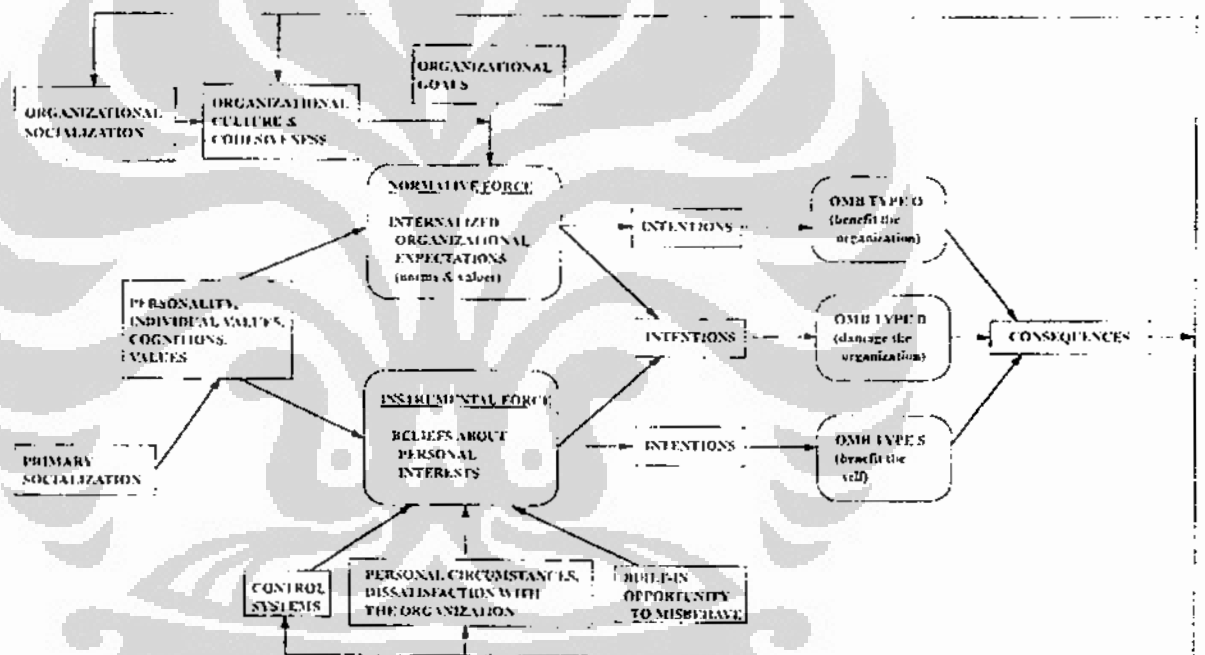 ORGANIZATIONAL
GOALS
ORGANIZATIONAL
SOCIALIZATION
ORGANIZATIONAL
CULTURE &
COHESIVENESS
NORMATIVE FORCE
INTERNALIZED
ORGANIZATIONAL
EXPECTATIONS
(norms & values)
INTENTIONS
OMB TYPE O
(benefit the
organization)
PERSONALITY,
INDIVIDUAL VALUES,
COGNITIONS,
VALUES
INTENTIONS
OMB TYPE D
(damage the
organization)
CONSEQUENCES
INSTRUMENTAL FORCE
BELIEFS ABOUT
PERSONAL
INTERESTS
INTENTIONS
OMB TYPE S
(benefit the
self)
PRIMARY
SOCIALIZATION
CONTROL
SYSTEMS
PERSONAL CIRCUMSTANCES,
DISSATISFACTION WITH
THE ORGANIZATION
BUILT-IN
OPPORTUNITY
TO MISBEHAVE